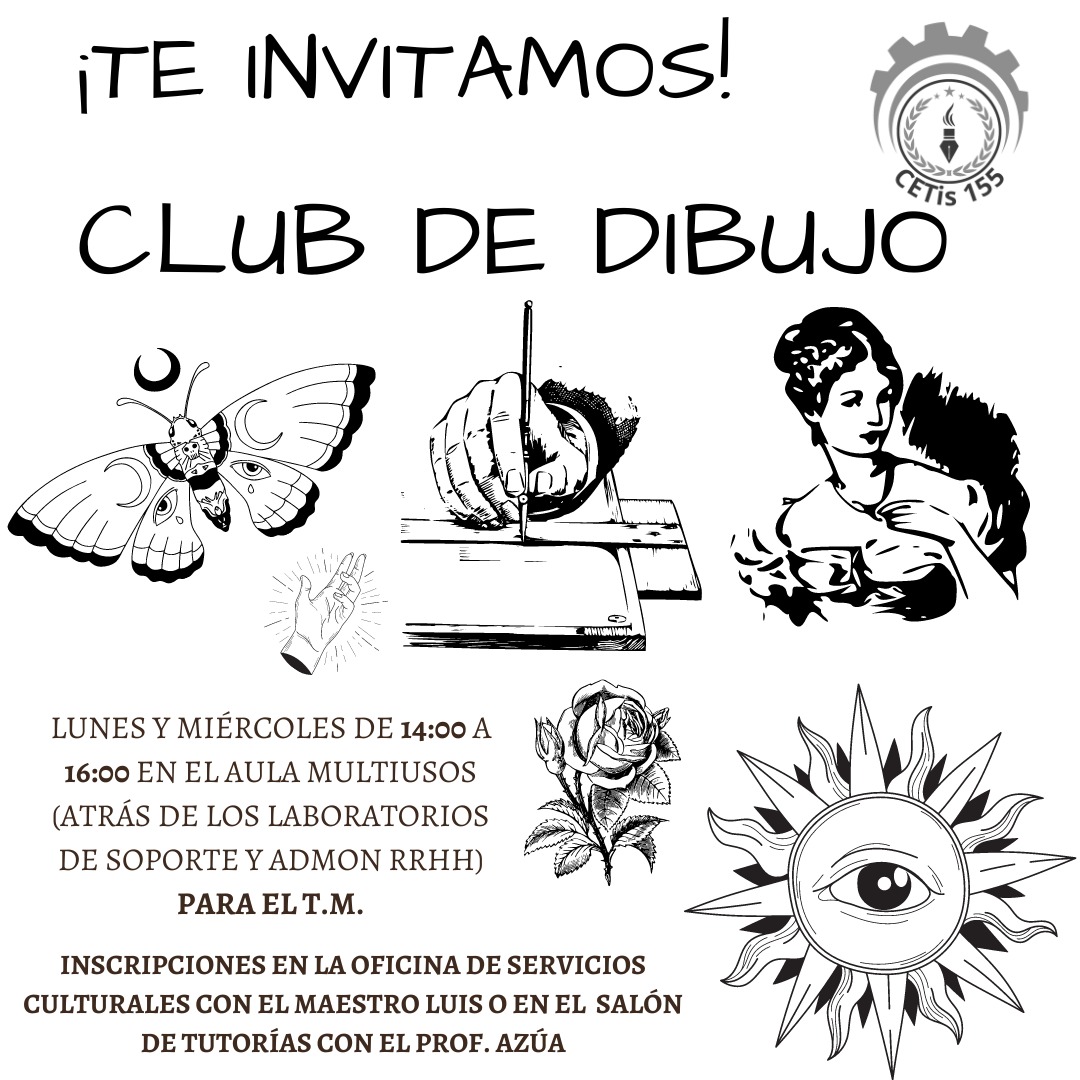 ¡TE INVITAMOS!
CETis 155
CLUB DE DIBUJO
LUNES Y MIÉRCOLES DE 14:00 A
16:00 EN EL AULA MULTIUSOS
(ATRÁS DE LOS LABORATORIOS
DE SOPORTE Y ADMON RRHH)
PARA EL T.M.
INSCRIPCIONES EN LA OFICINA DE SERVICIOS
CULTURALES CON EL MAESTRO LUIS O EN EL SALÓN
DE TUTORÍAS CON EL PROF. AZÚA